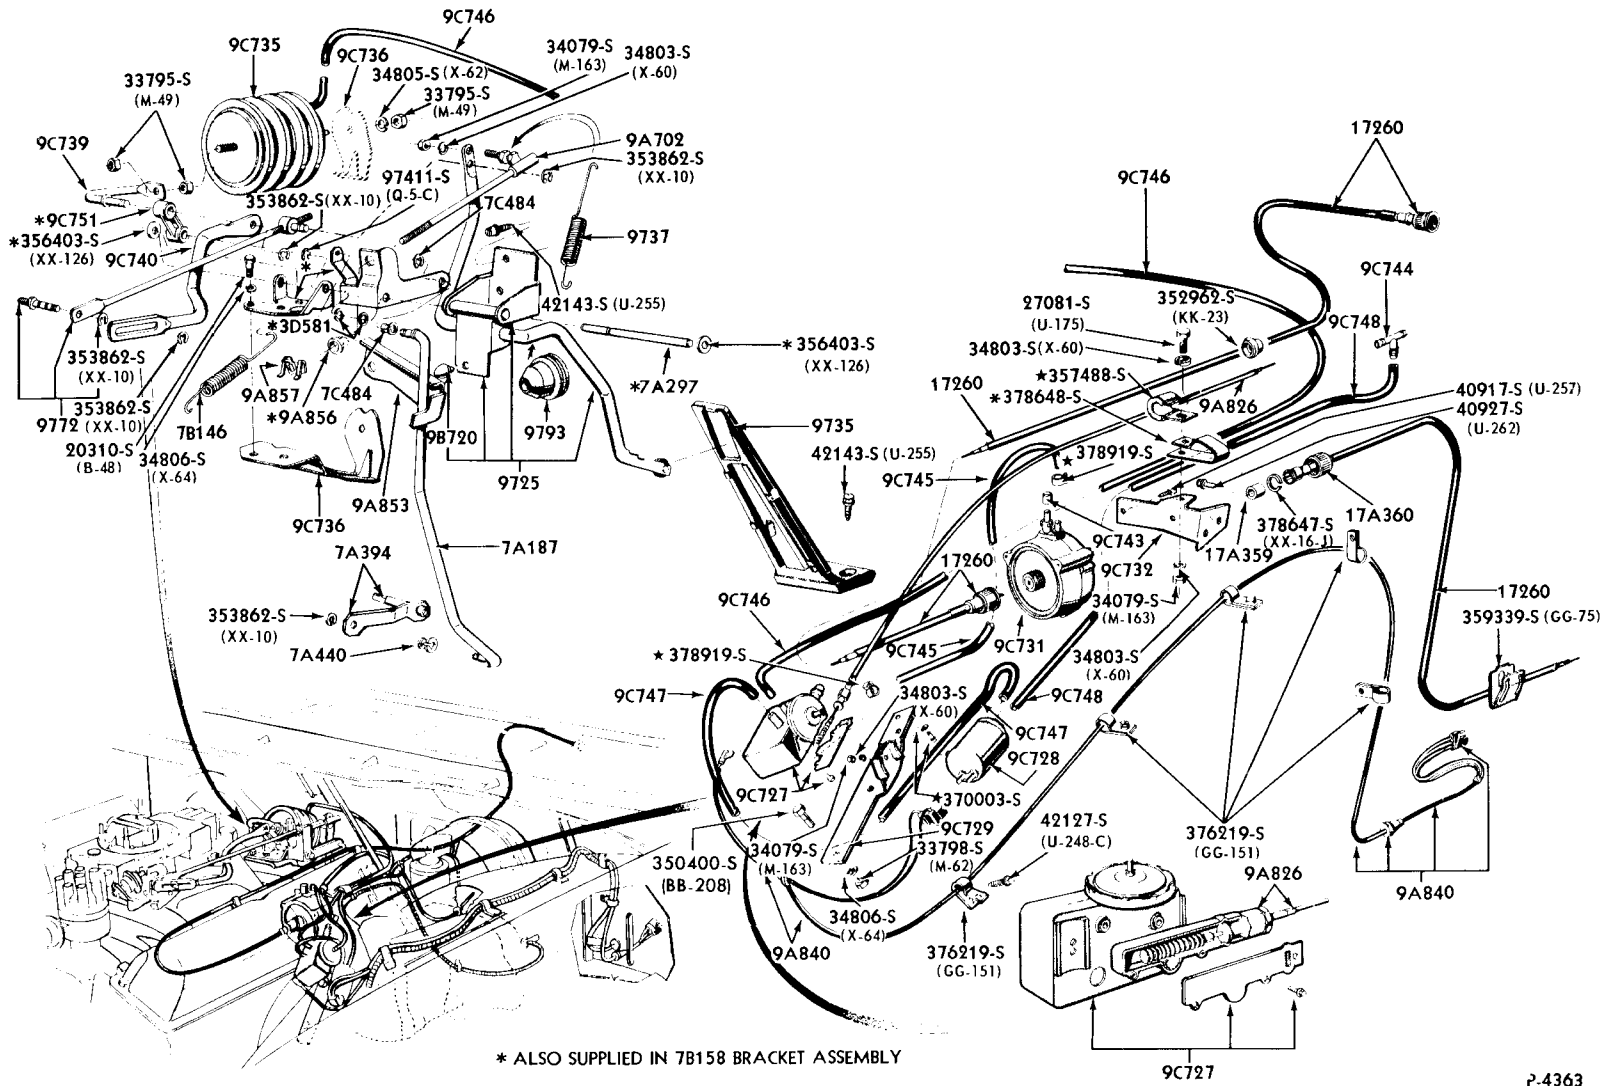 9C746
9C735
9C736
34079-S
(M-163)
34803-S
(X-60)
34805-S (X-62)
33795-S
(M-49)
33795-S
(M-49)
9C739
9A702
353862-S
(XX-10)
97411-S
(Q-5-C)
353862-S (XX-10)
7C484
*9C751
*356403-S
(XX-126)
9C740
9737
*
42143-S (U-255)
*3D581
353862-S
(XX-10)
*356403-S
(XX-126)
*7A297
9A857
7C484
*9A856
353862-S
(XX-10)
9772
7B146
9B720
9793
20310-S
(B-48)
34806-S
(X-64)
9725
9735
42143-S (U-255)
9C736
9A853
7A187
7A394
353862-S
(XX-10)
7A440
17260
9C746
9C744
27081-S
(U-175)
352962-S
(KK-23)
9C748
34803-S (X-60)
★357488-S
17260
*378648-S
9A826
40917-S (U-257)
40927-S
(U-262)
★ 378919-S
9C745
17A360
378647-S
(XX-16-J)
17A359
9C743
9C732
17260
34079-S
(M-163)
9C746
17260
359339-S (GG-75)
9C745
9C731
★ 378919-S
34803-S
(X-60)
9C747
34803-S
(X-60)
9C748
9C747
9C728
9C727
★370003-S
9C729
42127-S
(U-248-C)
376219-S
(GG-151)
350400-S
(BB-208)
34079-S
(M-163)
33798-S
(M-62)
9A826
9A840
34806-S
(X-64)
9A840
376219-S
(GG-151)
* ALSO SUPPLIED IN 7B158 BRACKET ASSEMBLY
9C727
P-4363